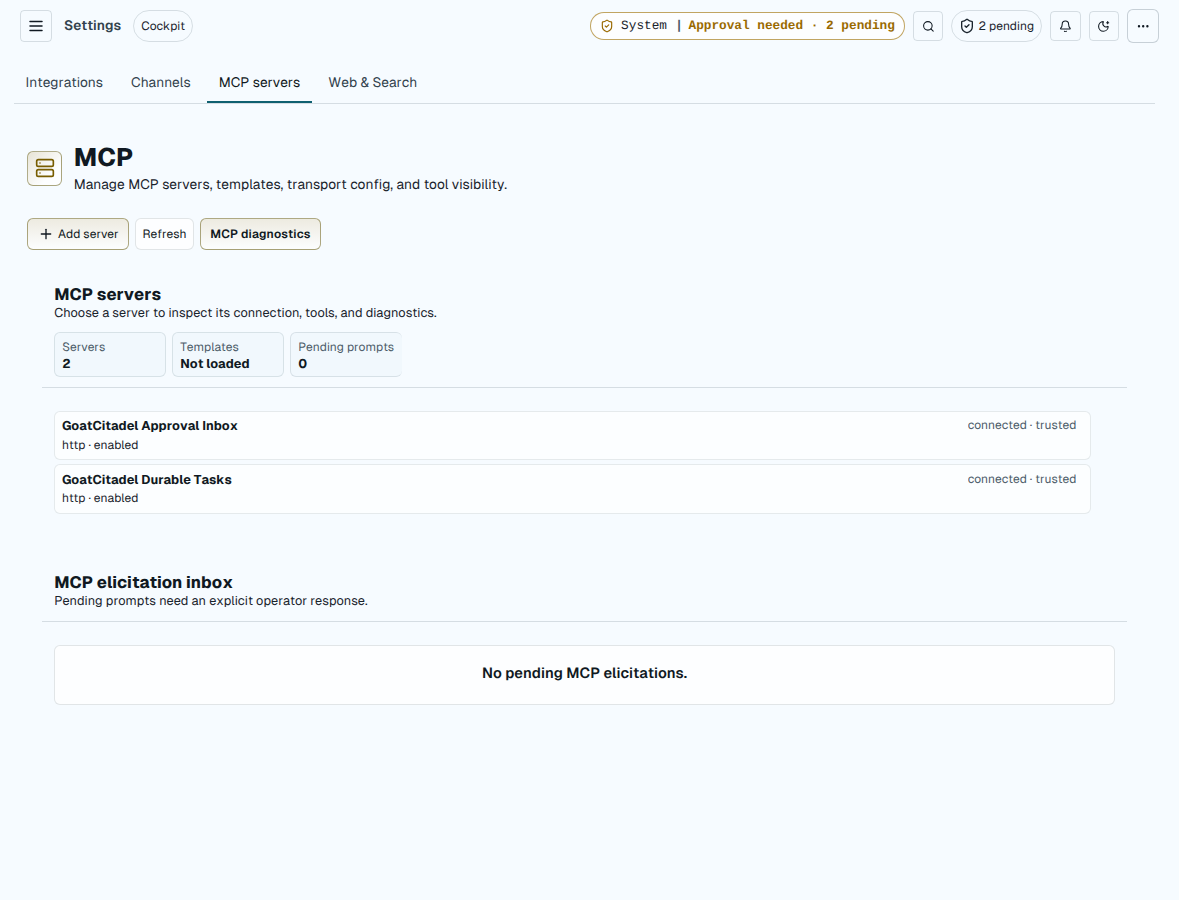 Settings
Cockpit
System | Approval needed · 2 pending
2 pending
Integrations
Channels
MCP servers
Web & Search
MCP
Manage MCP servers, templates, transport config, and tool visibility.
Add server
Refresh
MCP diagnostics
MCP servers
Choose a server to inspect its connection, tools, and diagnostics.
Servers
2
Templates
Not loaded
Pending prompts
0
GoatCitadel Approval Inbox
connected · trusted
http · enabled
GoatCitadel Durable Tasks
connected · trusted
http · enabled
MCP elicitation inbox
Pending prompts need an explicit operator response.
No pending MCP elicitations.